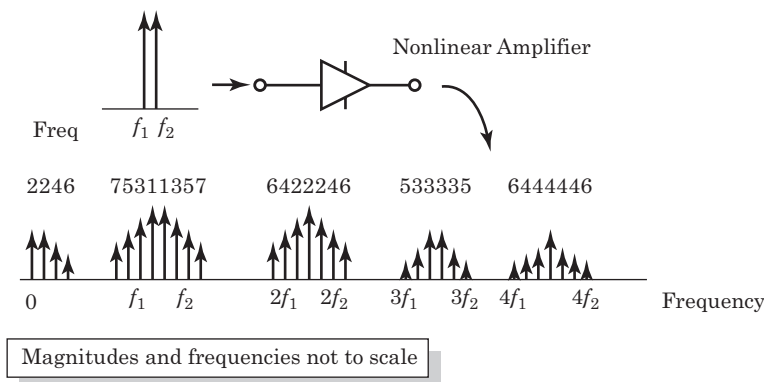 Nonlinear Amplifier
Freq f1 f2
2246 75311357 6422246 533335 6444446
0 f1 f2 2f1 2f2 3f1 3f2 4f1 4f2 Frequency
Magnitudes and frequencies not to scale